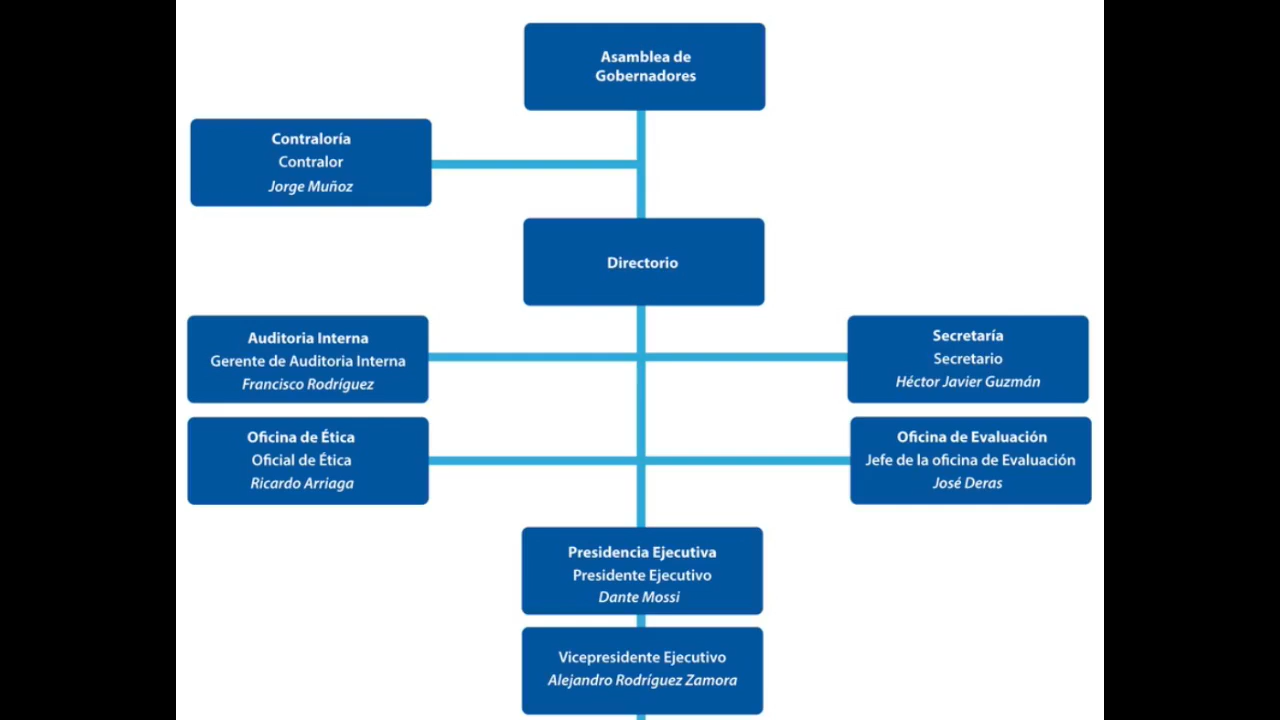 Asamblea de
Gobernadores
Contraloría
Contralor
Jorge Muñoz
Directorio
Auditoria Interna
Gerente de Auditoria Interna
Francisco Rodríguez
Secretaría
Secretario
Héctor Javier Guzmán
Oficina de Ética
Oficial de Ética
Ricardo Arriaga
Oficina de Evaluación
Jefe de la oficina de Evaluación
José Deras
Presidencia Ejecutiva
Presidente Ejecutivo
Dante Mossi
Vicepresidente Ejecutivo
Alejandro Rodríguez Zamora